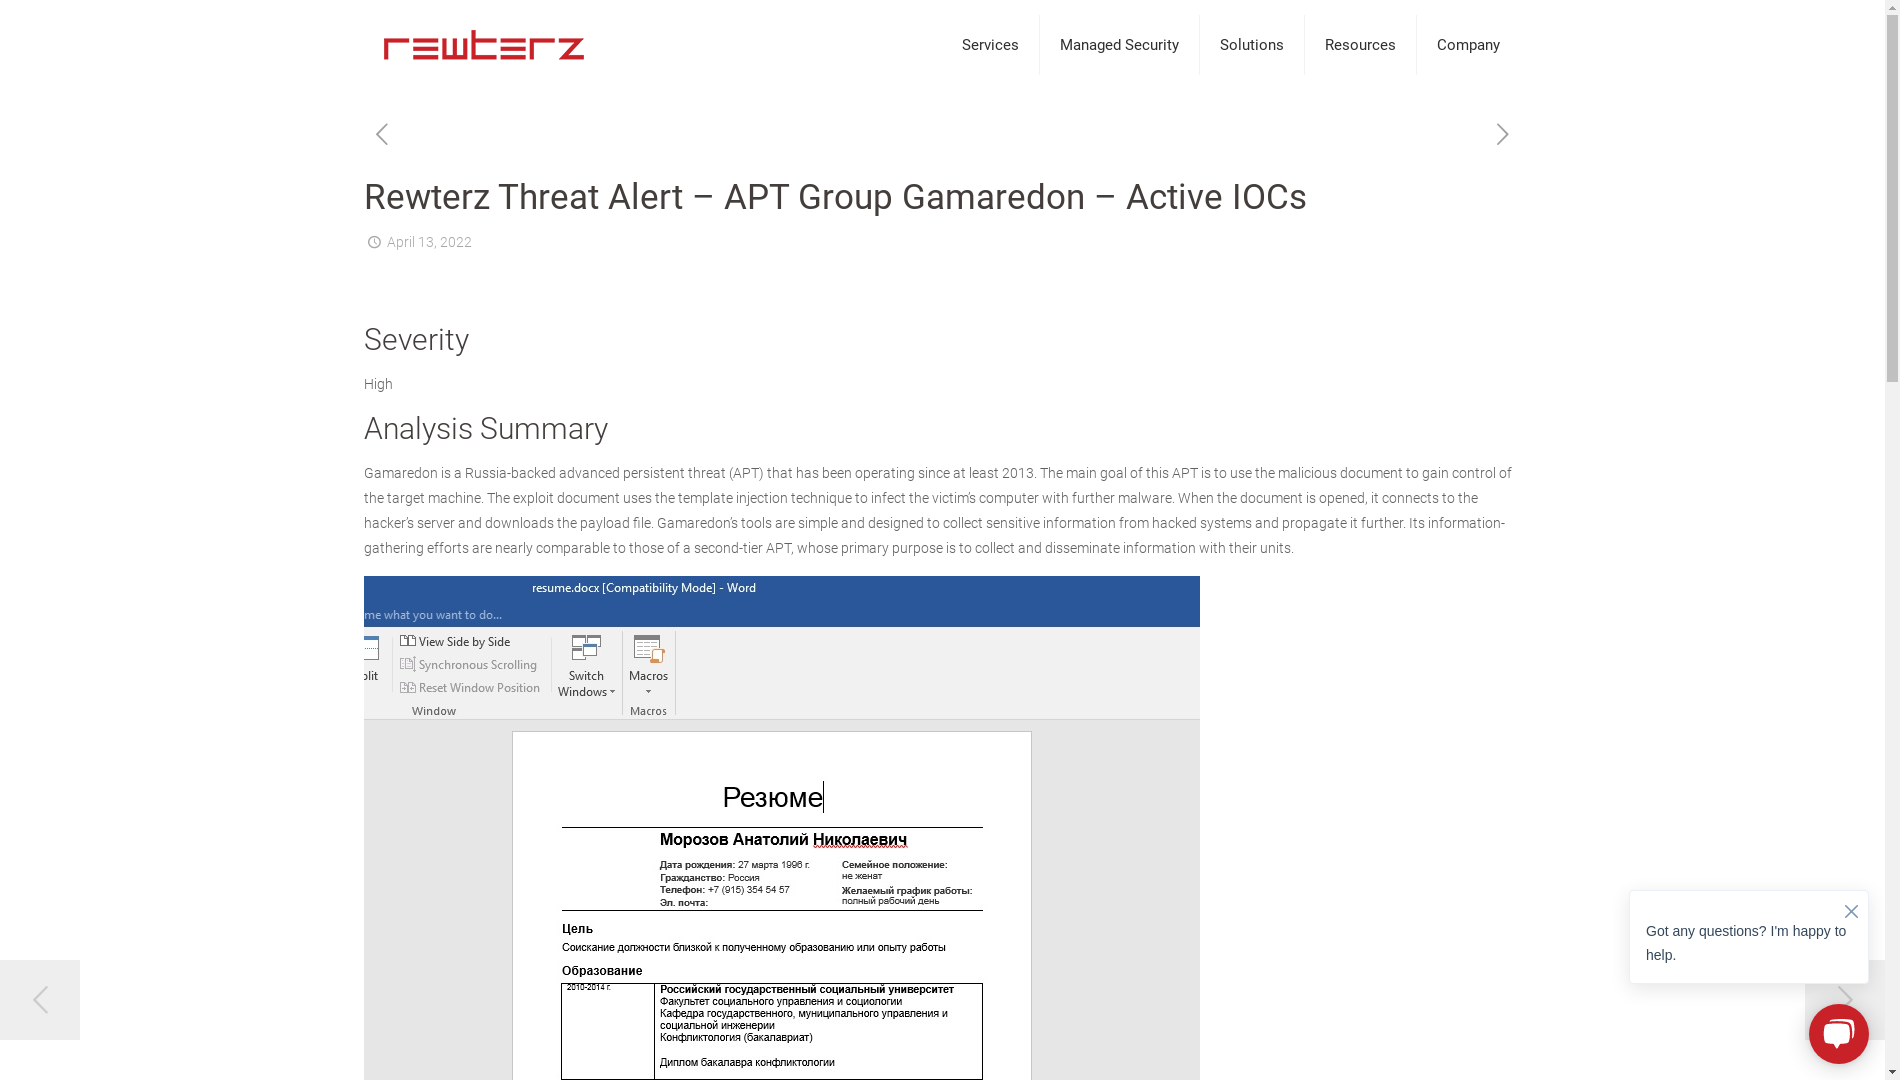 rewterz
Services
Managed Security
Solutions
Resources
Company
Rewterz Threat Alert – APT Group Gamaredon – Active IOCs
April 13, 2022
Severity
High
Analysis Summary
Gamaredon is a Russia-backed advanced persistent threat (APT) that has been operating since at least 2013. The main goal of this APT is to use the malicious document to gain control of
the target machine. The exploit document uses the template injection technique to infect the victim's computer with further malware. When the document is opened, it connects to the
hacker's server and downloads the payload file. Gamaredon's tools are simple and designed to collect sensitive information from hacked systems and propagate it further. Its information-
gathering efforts are nearly comparable to those of a second-tier APT, whose primary purpose is to collect and disseminate information with their units.
resume.docx [Compatibility Mode] - Word
me what you want to do...
View Side by Side
Synchronous Scrolling
plit
Reset Window Position
Window
Switch
Windows
Macros
Macros
Резюме
Морозов Анатолий Николаевич
Дата рождения: 27 марта 1996 г.
Гражданство: Россия
Телефон: +7 (915) 354 54 57
Эл. почта:
Семейное положение:
не женат
Желаемый график работы:
полный рабочий день
Цель
Соискание должности близкой к полученному образованию или опыту работы
Образование
2010-2014 г.
Российский государственный социальный университет
Факультет социального управления и социологии
Кафедра государственного, муниципального управления и
социальной инженерии
Конфликтология (бакалавриат)
Диплом бакалавра конфликтологии
Got any questions? I'm happy to
help.